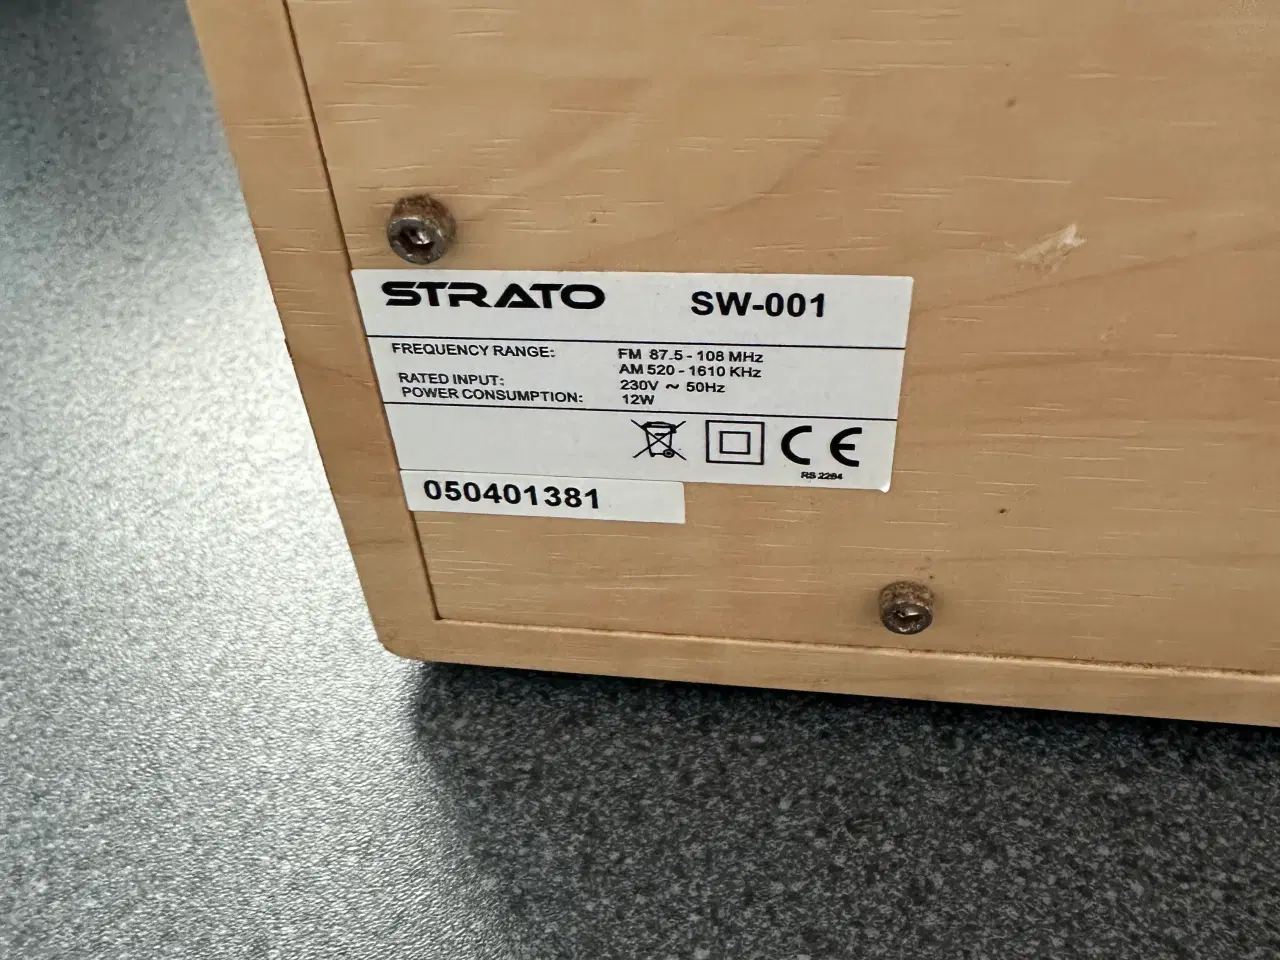 STRATO SW-001
FREQUENCY RANGE: FM 87.5 - 108 MHz
AM 520 - 1610 KHz
RATED INPUT: 230V ~ 50Hz
POWER CONSUMPTION: 12W
CE
RS 2284
050401381